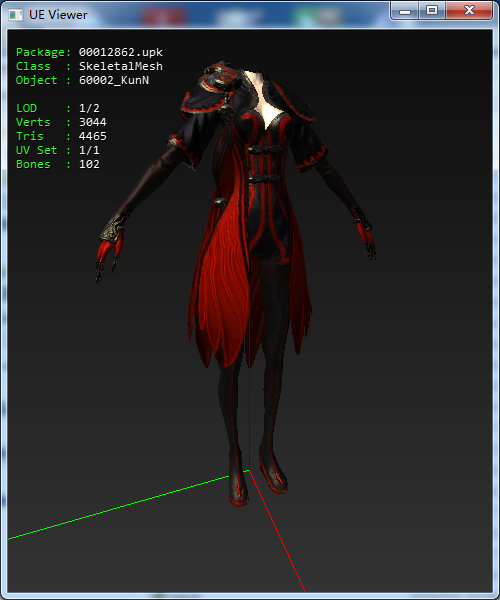 UE Viewer
Package: 00012862.upk
Class : SkeletalMesh
Object : 60002_KunN
LOD : 1/2
Verts : 3044
Tris : 4465
UV Set : 1/1
Bones : 102